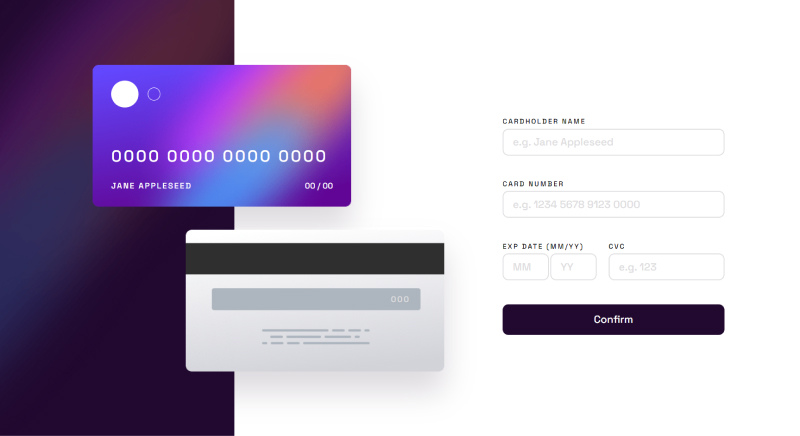 0000 0000 0000 0000
JANE APPLESEED 00/00
000
CARDHOLDER NAME
e.g. Jane Appleseed
CARD NUMBER
e.g. 1234 5678 9123 0000
EXP DATE (MM/YY) CVC
MM YY e.g. 123
Confirm